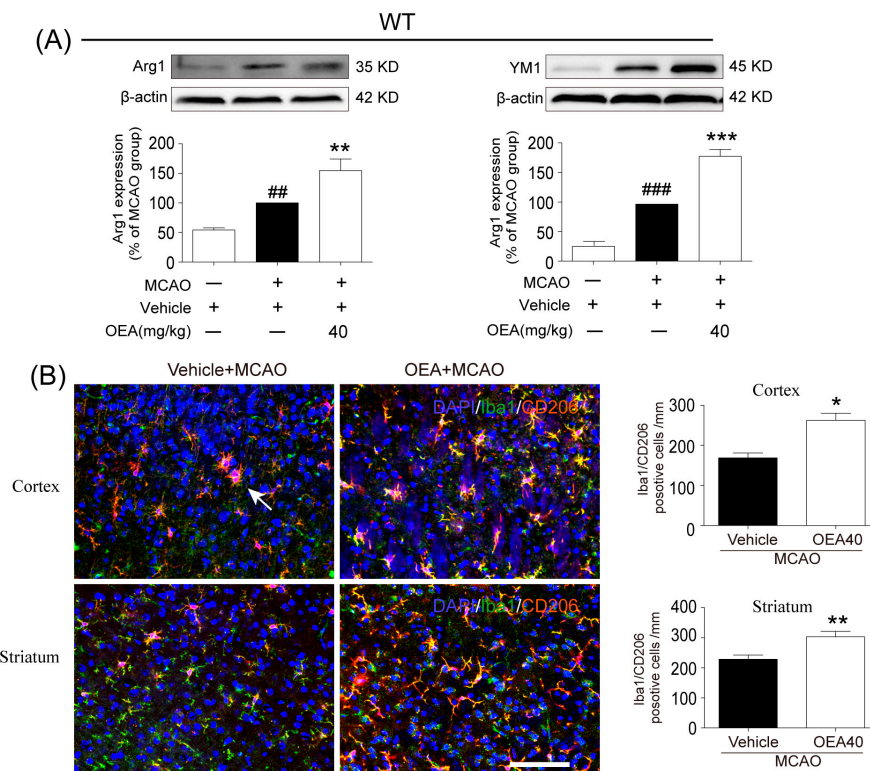 WT
(A)
Arg1 35 KD
β-actin 42 KD
200
150
100
50
0
Arg1 expression
(% of MCAO group)
##
**
MCAO — + +
Vehicle + + +
OEA(mg/kg) — — 40
YM1 45 KD
β-actin 42 KD
200
150
100
50
0
Arg1 expression
(% of MCAO group)
###
***
MCAO — + +
Vehicle + + +
OEA(mg/kg) — — 40
(B)
Vehicle+MCAO OEA+MCAO
Cortex
DAPI/Iba1/CD206
Striatum
DAPI/Iba1/CD206
Cortex
300
200
100
0
Iba1/CD206
posotive cells /mm
*
Vehicle OEA40
MCAO
Striatum
400
300
200
100
0
Iba1/CD206
posotive cells /mm
**
Vehicle OEA40
MCAO